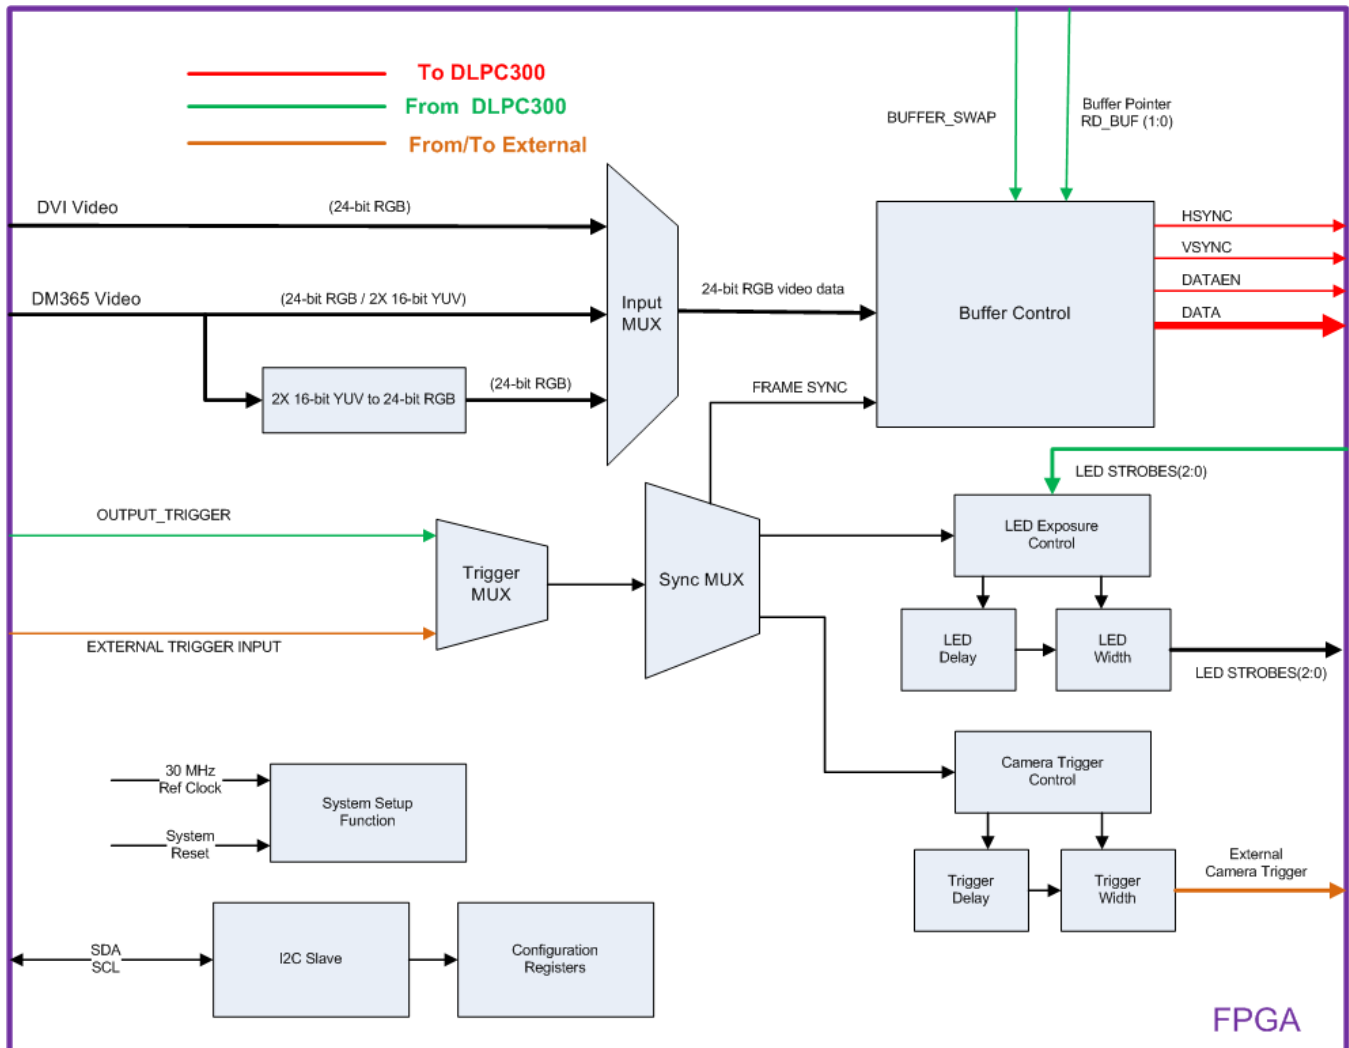 To DLPC300
From DLPC300
From/To External
BUFFER_SWAP
Buffer Pointer
RD_BUF (1:0)
DVI Video
(24-bit RGB)
DM365 Video
(24-bit RGB / 2X 16-bit YUV)
2X 16-bit YUV to 24-bit RGB
(24-bit RGB)
Input
MUX
24-bit RGB video data
FRAME SYNC
Buffer Control
HSYNC
VSYNC
DATAEN
DATA
LED STROBES(2:0)
OUTPUT_TRIGGER
EXTERNAL TRIGGER INPUT
Trigger
MUX
Sync MUX
LED Exposure
Control
LED
Delay
LED
Width
LED STROBES(2:0)
30 MHz
Ref Clock
System
Reset
System Setup
Function
Camera Trigger
Control
Trigger
Delay
Trigger
Width
External
Camera Trigger
SDA
SCL
I2C Slave
Configuration
Registers
FPGA